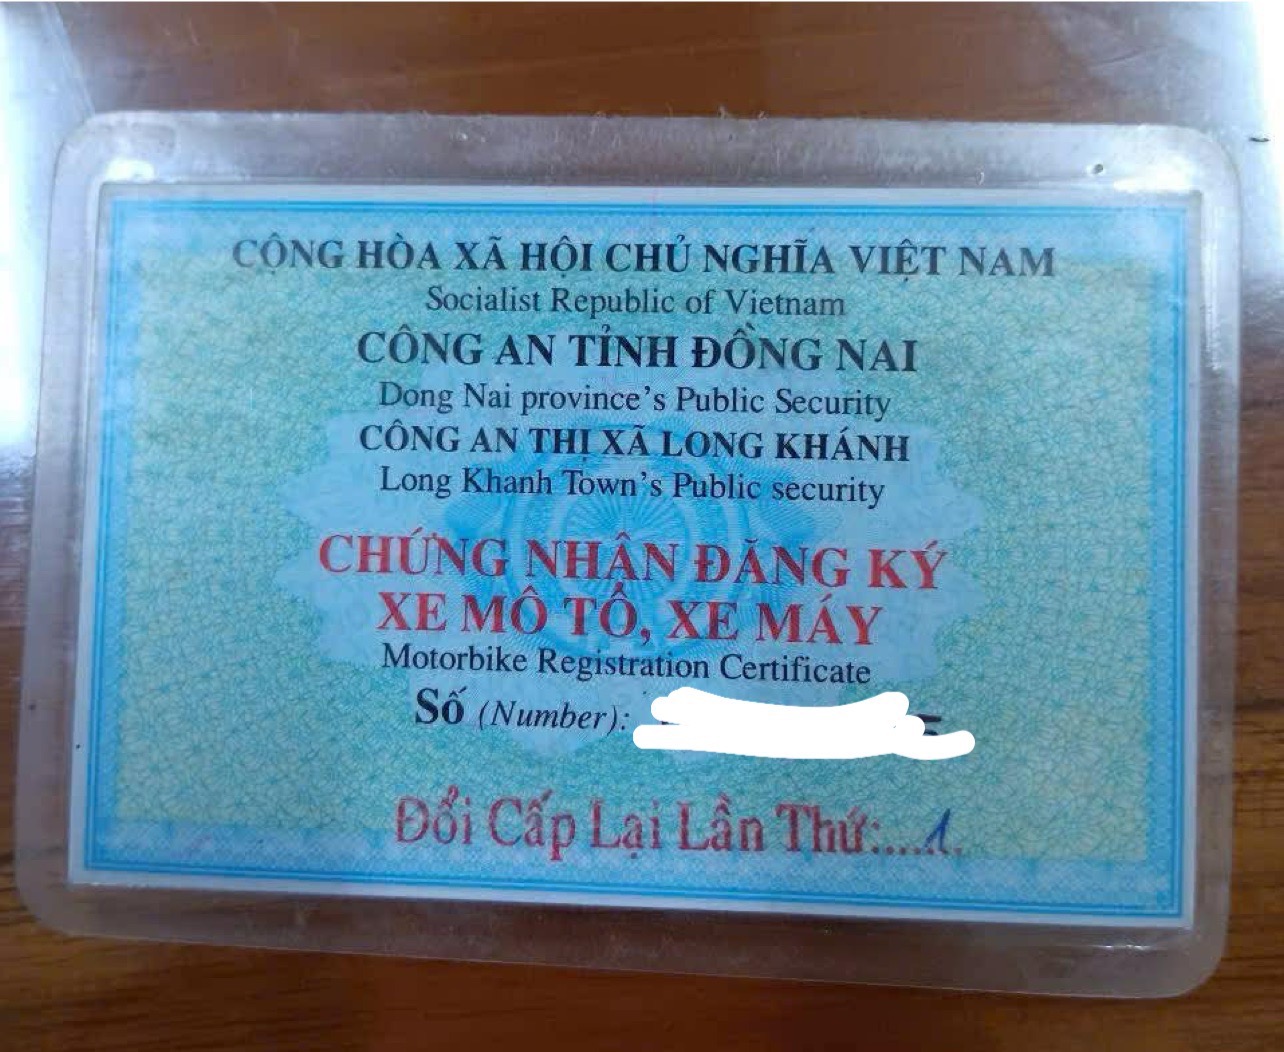 CỘNG HÒA XÃ HỘI CHỦ NGHĨA VIỆT NAM
Socialist Republic of Vietnam
CÔNG AN TỈNH ĐỒNG NAI
Dong Nai province's Public Security
CÔNG AN THỊ XÃ LONG KHÁNH
Long Khanh Town's Public security
CHỨNG NHẬN ĐĂNG KÝ
XE MÔ TÔ, XE MÁY
Motorbike Registration Certificate
Số (Number):
Đổi Cấp Lại Lần Thứ:....1.